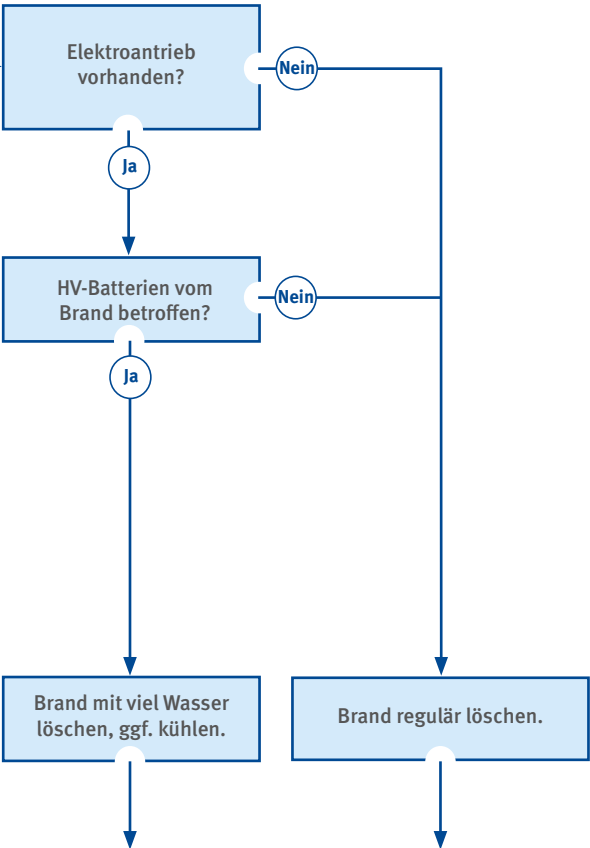 Elektroantrieb
vorhanden?
Nein
Ja
HV-Batterien vom
Brand betroffen?
Nein
Ja
Brand mit viel Wasser
löschen, ggf. kühlen.
Brand regulär löschen.